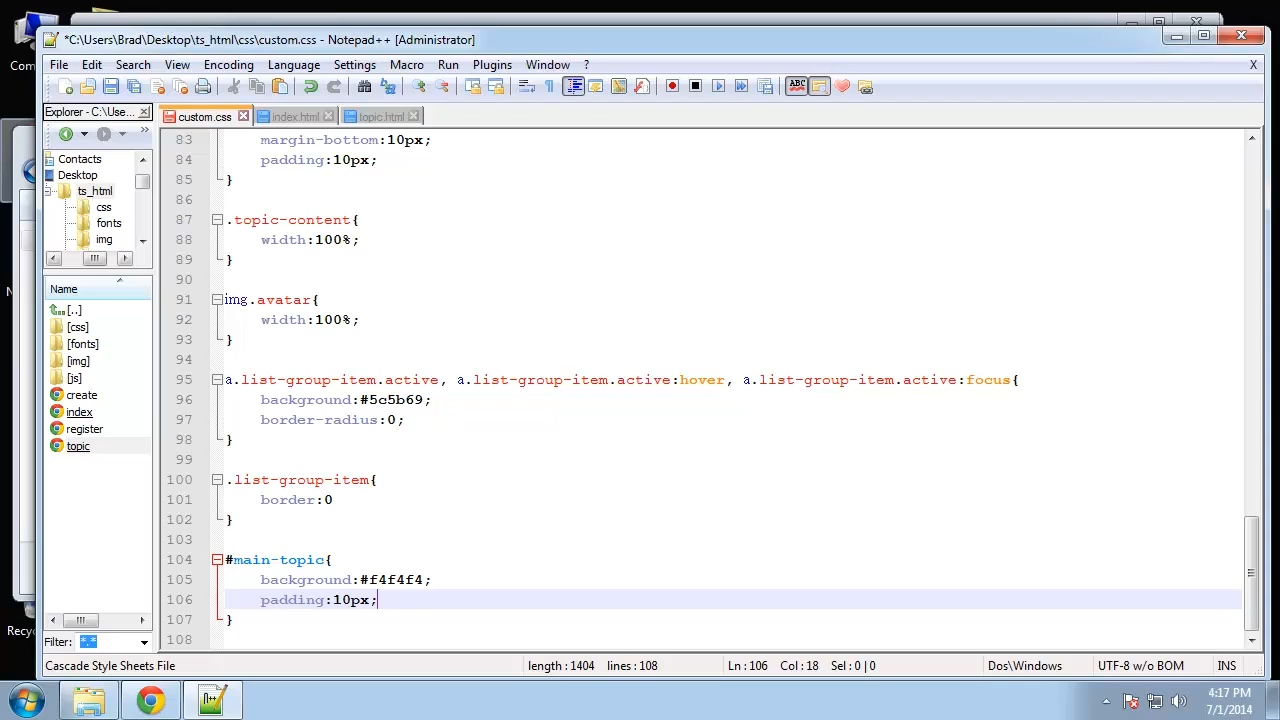 Com
*C:\Users\Brad\Desktop\ts_html\css\custom.css - Notepad++ [Administrator]
File Edit Search View Encoding Language Settings Macro Run Plugins Window ? X
Explorer - C:\Use...
custom.css index.html topic.html
Contacts
Desktop
ts_html
css
fonts
img
Name
[..]
[css]
[fonts]
[img]
[js]
create
index
register
topic
Filter: *.*
83 margin-bottom:10px;
84 padding:10px;
85 }
86
87 .topic-content{
88 width:100%;
89 }
90
91 img.avatar{
92 width:100%;
93 }
94
95 a.list-group-item.active, a.list-group-item.active:hover, a.list-group-item.active:focus{
96 background:#5c5b69;
97 border-radius:0;
98 }
99
100 .list-group-item{
101 border:0
102 }
103
104 #main-topic{
105 background:#f4f4f4;
106 padding:10px;
107 }
108
Recyc
Cascade Style Sheets File length : 1404 lines : 108 Ln : 106 Col : 18 Sel : 0 | 0 Dos\Windows UTF-8 w/o BOM INS
4:17 PM
7/1/2014